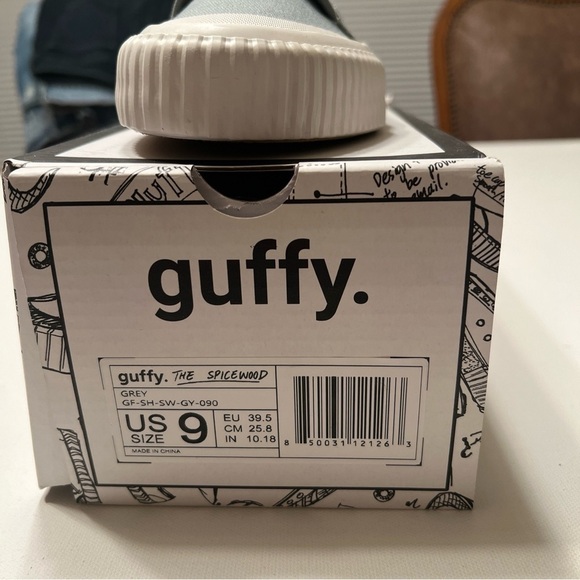 Design
be provi
to email.
guffy.
guffy. THE SPICEWOOD
GREY
GF-SH-SW-GY-090
US SIZE 9
EU 39.5
CM 25.8
IN 10.18
MADE IN CHINA
8 50031 12126 3